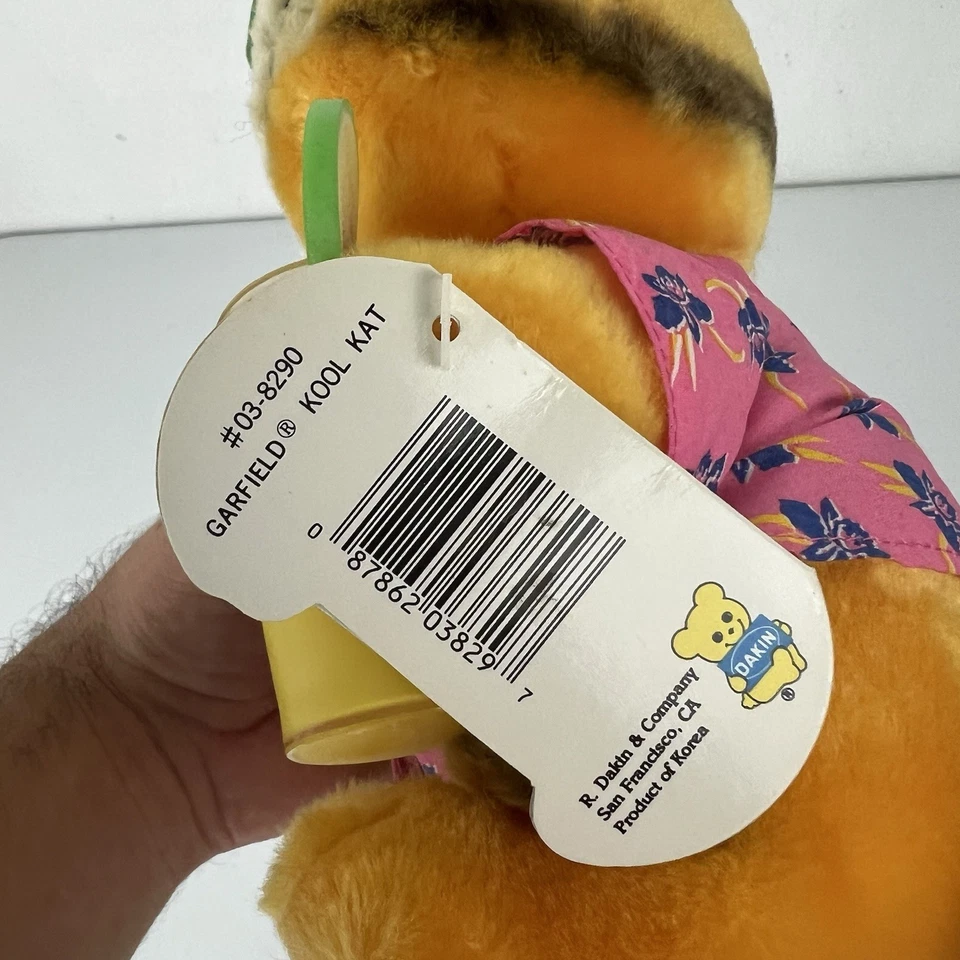 #03-8290
GARFIELD® KOOL KAT
0 87862 03829 7
DAKIN
®
R. Dakin & Company
San Francisco, CA
Product of Korea